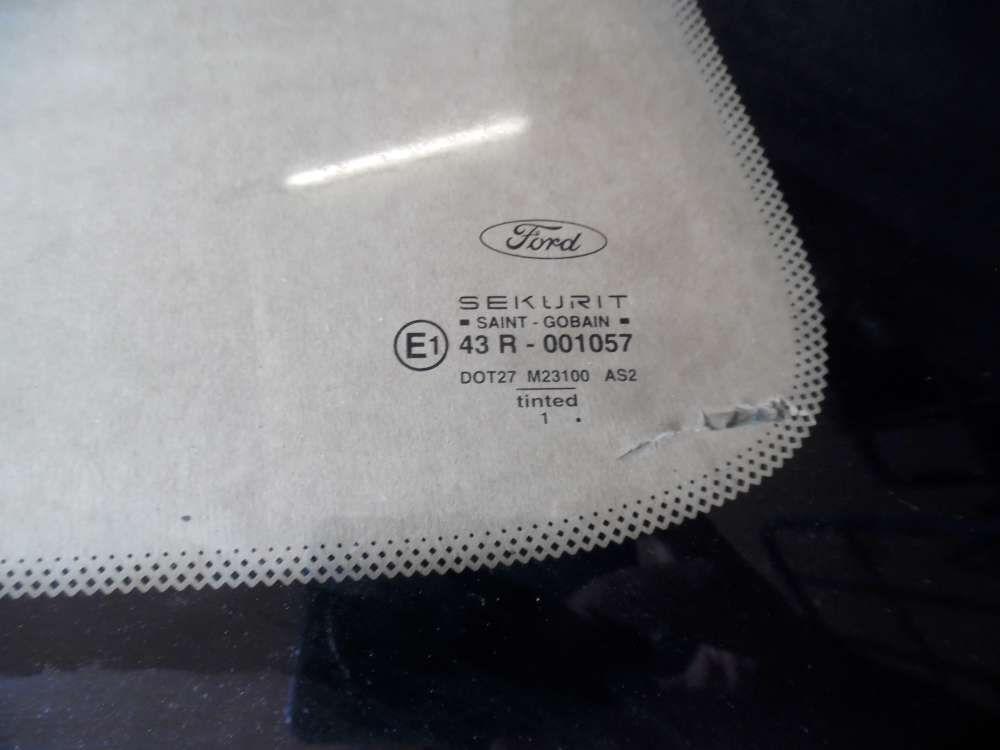 Ford
SEKURIT
SAINT - GOBAIN
E1 43 R - 001057
DOT27 M23100 AS2
tinted
1 .